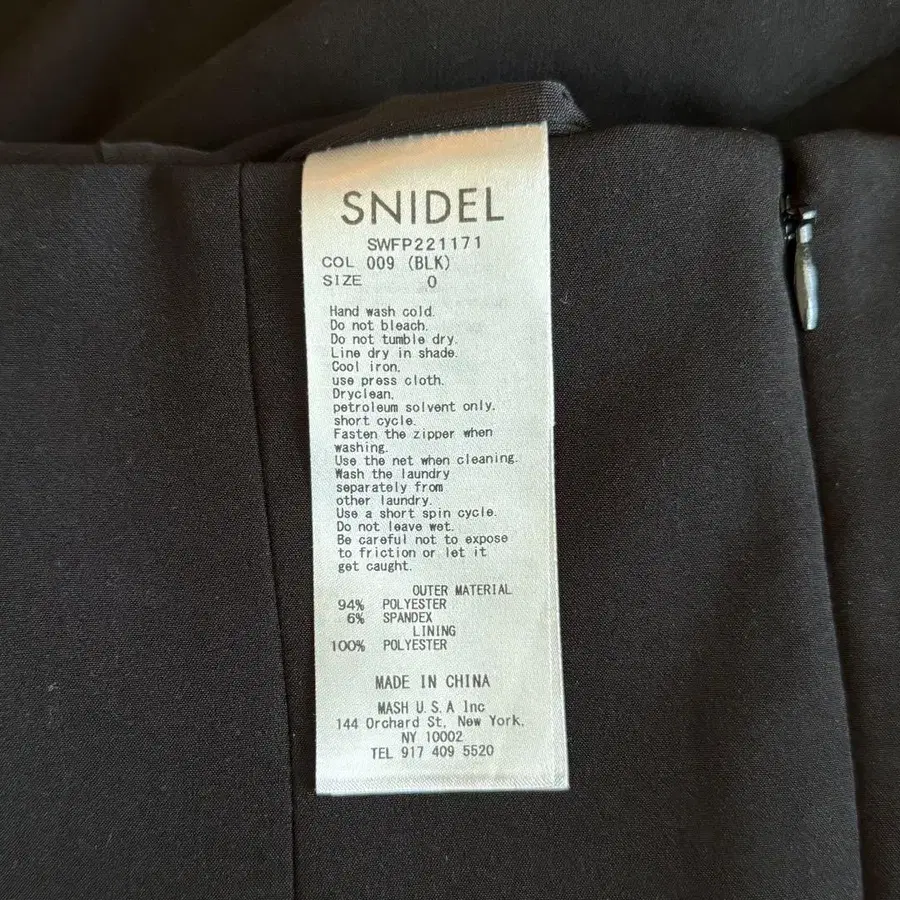 SNIDEL
SWFP221171
COL 009 (BLK)
SIZE 0
Hand wash cold.
Do not bleach.
Do not tumble dry.
Line dry in shade.
Cool iron.
use press cloth.
Dryclean,
petroleum solvent only.
short cycle.
Fasten the zipper when
washing.
Use the net when cleaning.
Wash the laundry
separately from
other laundry.
Use a short spin cycle.
Do not leave wet.
Be careful not to expose
to friction or let it
get caught.
OUTER MATERIAL
94% POLYESTER
6% SPANDEX
LINING
100% POLYESTER
MADE IN CHINA
MASH U.S.A Inc
144 Orchard St. New York,
NY 10002
TEL 917 409 5520